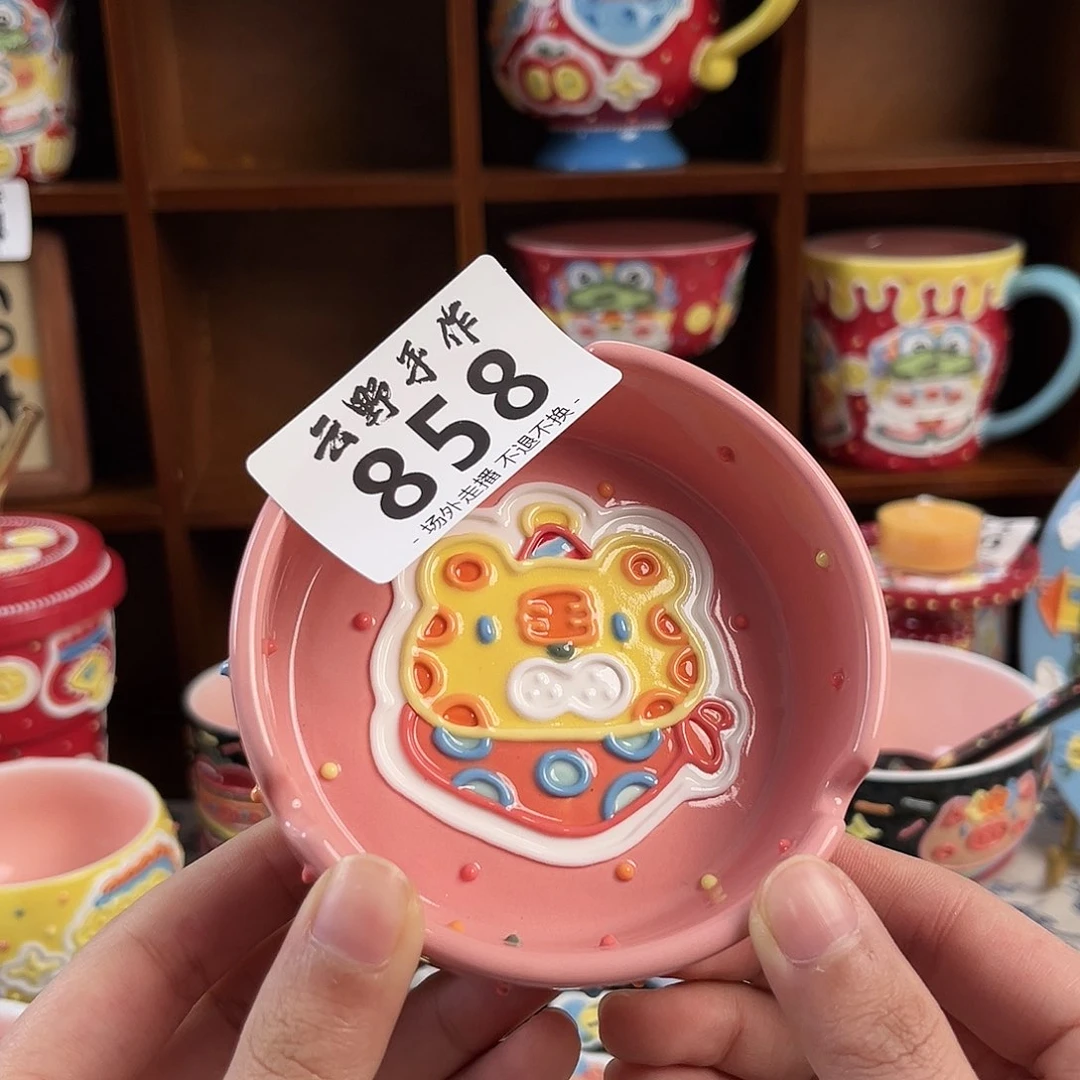 云野手作
858
- 场外走播 不退不换 -